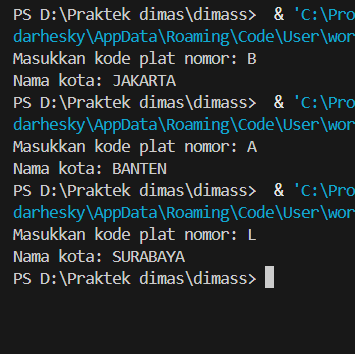 PS D:\Praktek dimas\dimass>  & 'C:\Pro
darhesky\AppData\Roaming\Code\User\wor
Masukkan kode plat nomor: B
Nama kota: JAKARTA
PS D:\Praktek dimas\dimass>  & 'C:\Pro
darhesky\AppData\Roaming\Code\User\wor
Masukkan kode plat nomor: A
Nama kota: BANTEN
PS D:\Praktek dimas\dimass>  & 'C:\Pro
darhesky\AppData\Roaming\Code\User\wor
Masukkan kode plat nomor: L
Nama kota: SURABAYA
PS D:\Praktek dimas\dimass>